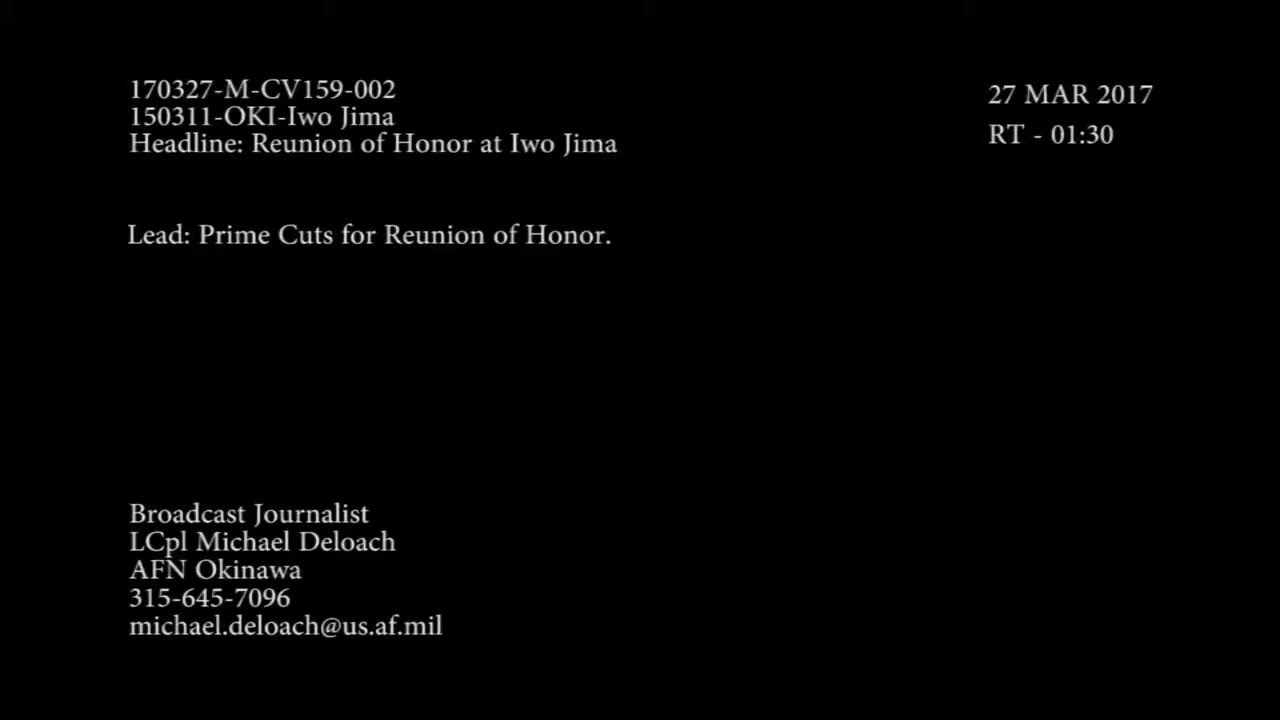 170327-M-CV159-002
150311-OKI-Iwo Jima
Headline: Reunion of Honor at Iwo Jima
27 MAR 2017
RT - 01:30
Lead: Prime Cuts for Reunion of Honor.
Broadcast Journalist
LCpl Michael Deloach
AFN Okinawa
315-645-7096
michael.deloach@us.af.mil